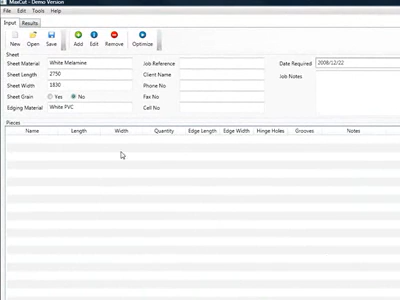 MaxCut - Demo Version
File Edit Tools Help
Input Results
New Open Save Add Edit Remove Optimize
Sheet
Sheet Material White Melamine Job Reference Date Required 2008/12/22
Sheet Length 2750 Client Name Job Notes
Sheet Width 1830 Phone No
Sheet Grain Yes No Fax No
Edging Material White PVC Cell No
Pieces
Name Length Width Quantity Edge Length Edge Width Hinge Holes Grooves Notes